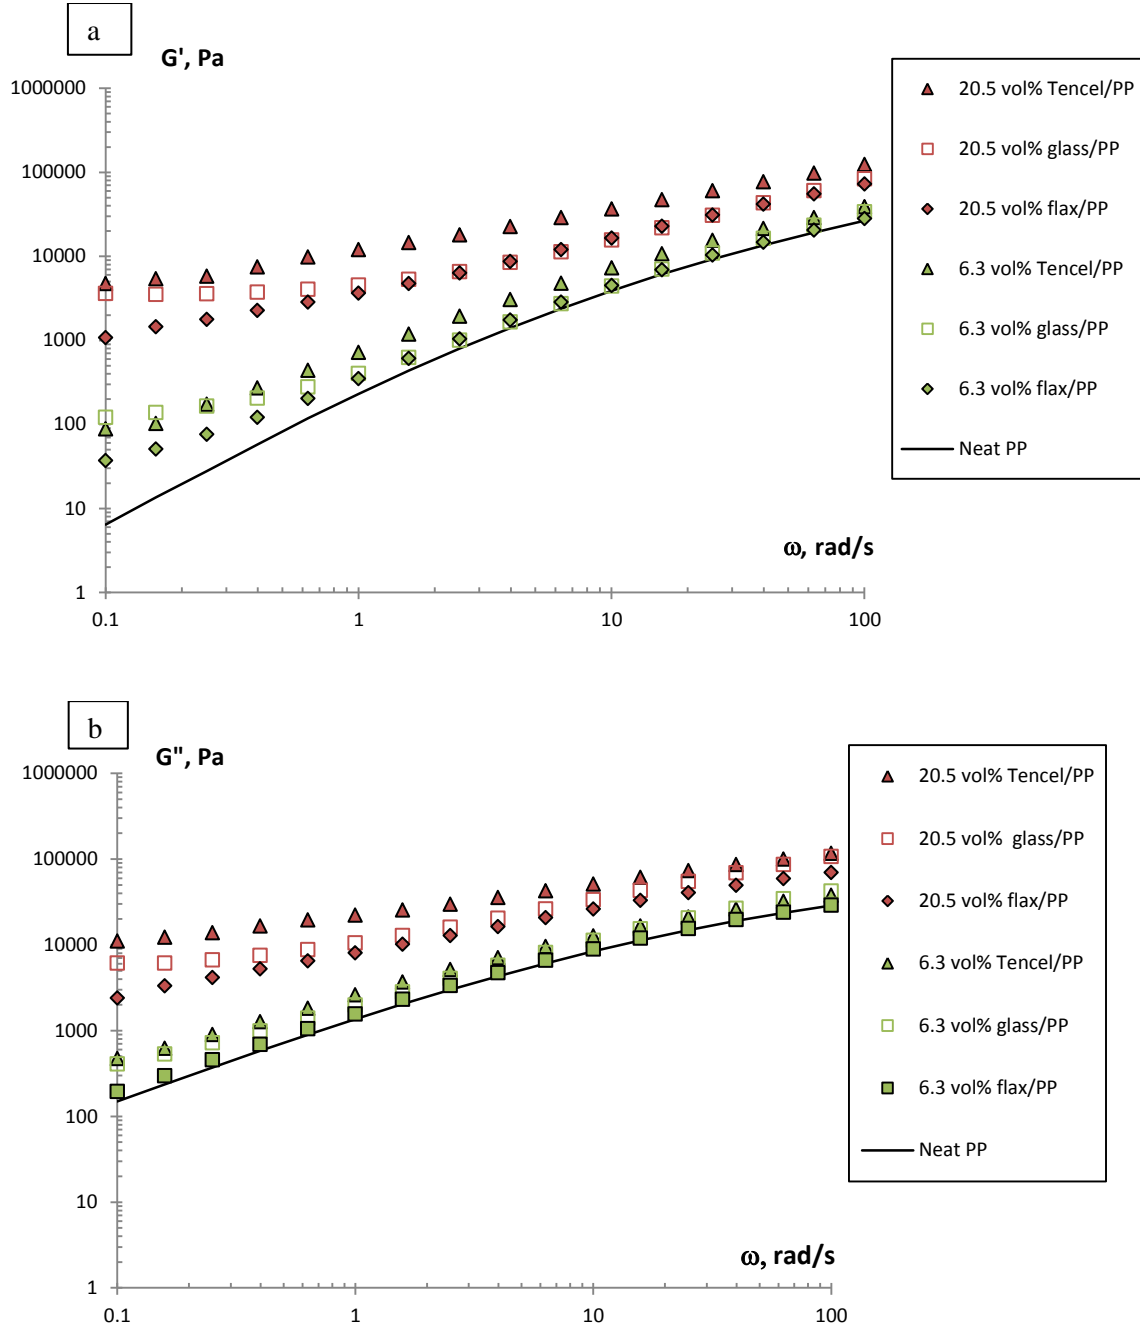 a
G', Pa
1000000
100000
10000
1000
100
10
1
0.1
1
10
100
ω, rad/s
20.5 vol% Tencel/PP
20.5 vol% glass/PP
20.5 vol% flax/PP
6.3 vol% Tencel/PP
6.3 vol% glass/PP
6.3 vol% flax/PP
Neat PP
b
G", Pa
1000000
100000
10000
1000
100
10
1
0.1
1
10
100
ω, rad/s
20.5 vol% Tencel/PP
20.5 vol%  glass/PP
20.5 vol% flax/PP
6.3 vol% Tencel/PP
6.3 vol% glass/PP
6.3 vol% flax/PP
Neat PP